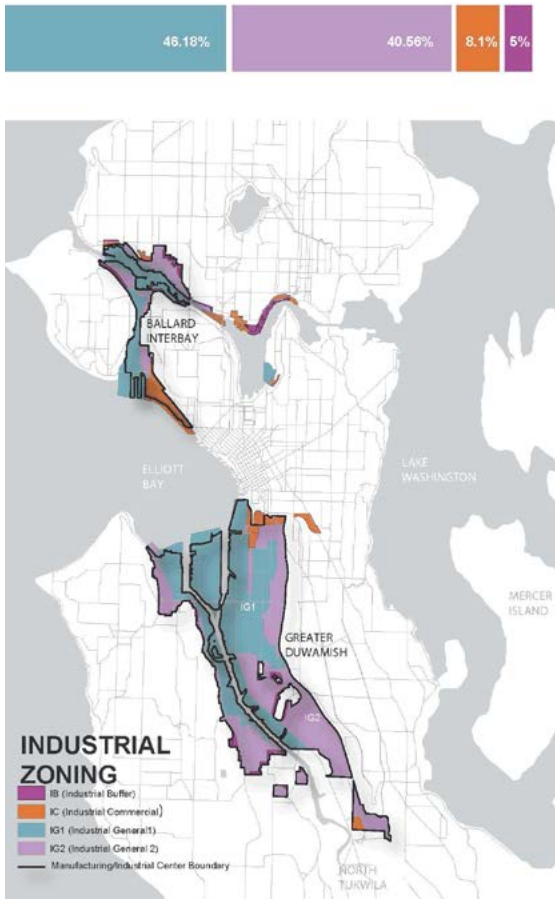 46.18% 40.56% 8.1% 5%
BALLARD
INTERBAY
ELLIOTT
BAY
LAKE
WASHINGTON
MERCER
ISLAND
IG1
GREATER
DUWAMISH
IG2
INDUSTRIAL
ZONING
IB (Industrial Buffer)
IC (Industrial Commercial)
IG1 (Industrial General1)
IG2 (Industrial General 2)
Manufacturing/Industrial Center Boundary
NORTH
TUKWILA